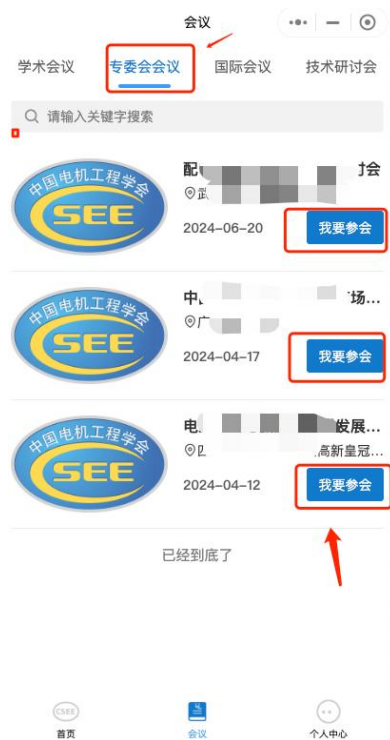 会议
学术会议 专委会会议 国际会议 技术研讨会
请输入关键字搜索
中国电机工程学会
SEE
配 讨会
2024-06-20 我要参会
中国电机工程学会
SEE
中 场...
广
2024-04-17 我要参会
中国电机工程学会
SEE
电 发展...
高新皇冠...
2024-04-12 我要参会
已经到底了
CSEE
首页 会议 个人中心